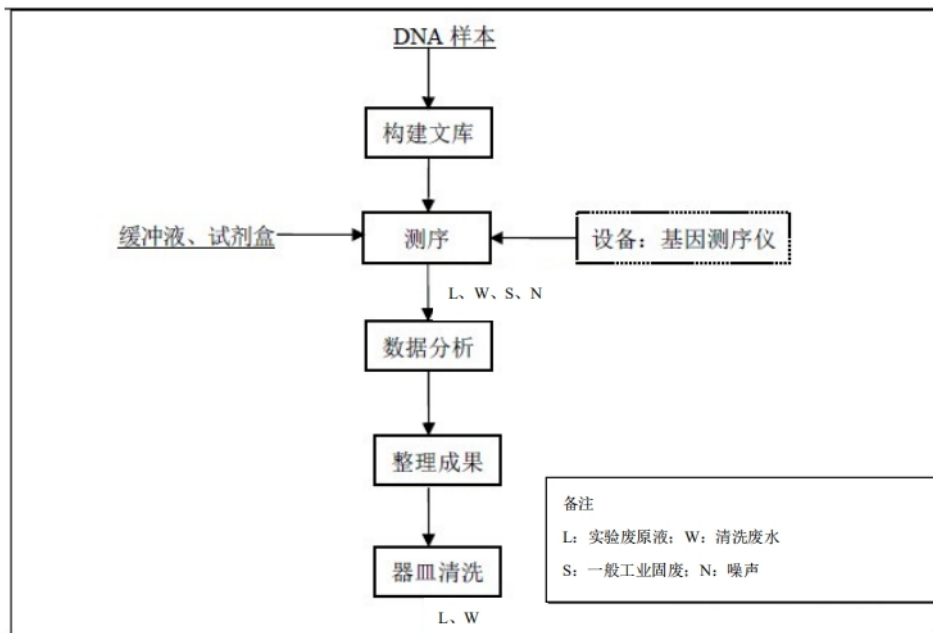 DNA 样本
构建文库
缓冲液、试剂盒
测序
设备：基因测序仪
L、W、S、N
数据分析
整理成果
器皿清洗
L、W
备注
L：实验废原液；W：清洗废水
S：一般工业固废；N：噪声